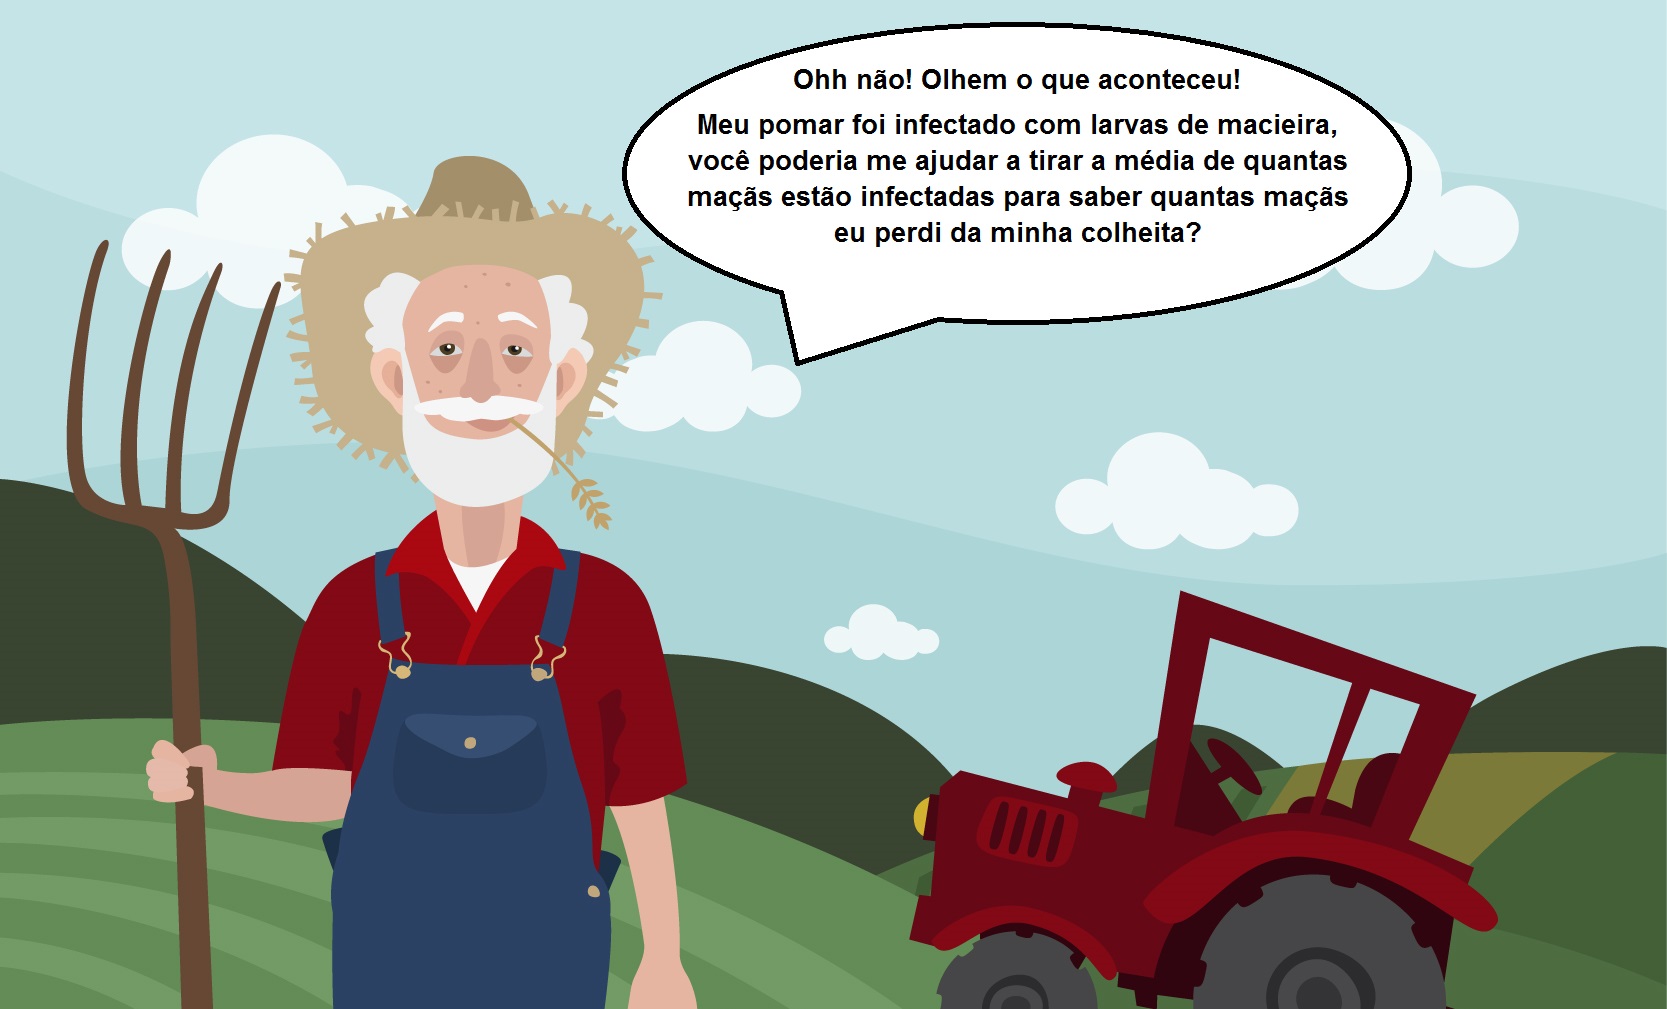 Ohh não! Olhem o que aconteceu!
Meu pomar foi infectado com larvas de macieira,
você poderia me ajudar a tirar a média de quantas
maçãs estão infectadas para saber quantas maçãs
eu perdi da minha colheita?